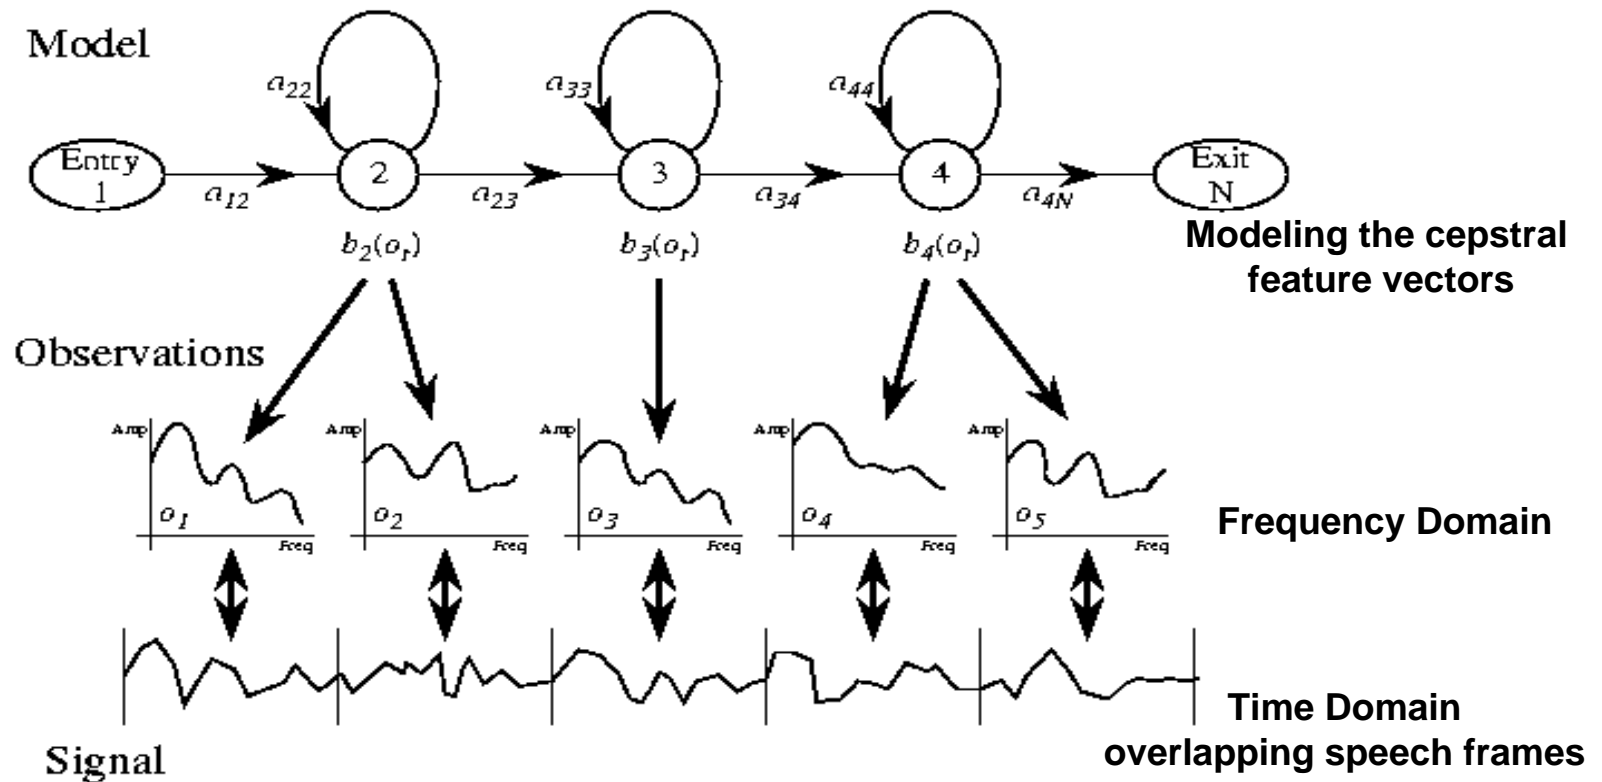 Model
a22
a33
a44
Entry
1
2
3
4
Exit
N
a12
a23
a34
a4N
b2(ot)
b3(ot)
b4(ot)
Modeling the cepstral
feature vectors
Observations
Amp
Amp
Amp
Amp
Amp
o1
o2
o3
o4
o5
Freq
Freq
Freq
Freq
Freq
Frequency Domain
Time Domain
overlapping speech frames
Signal